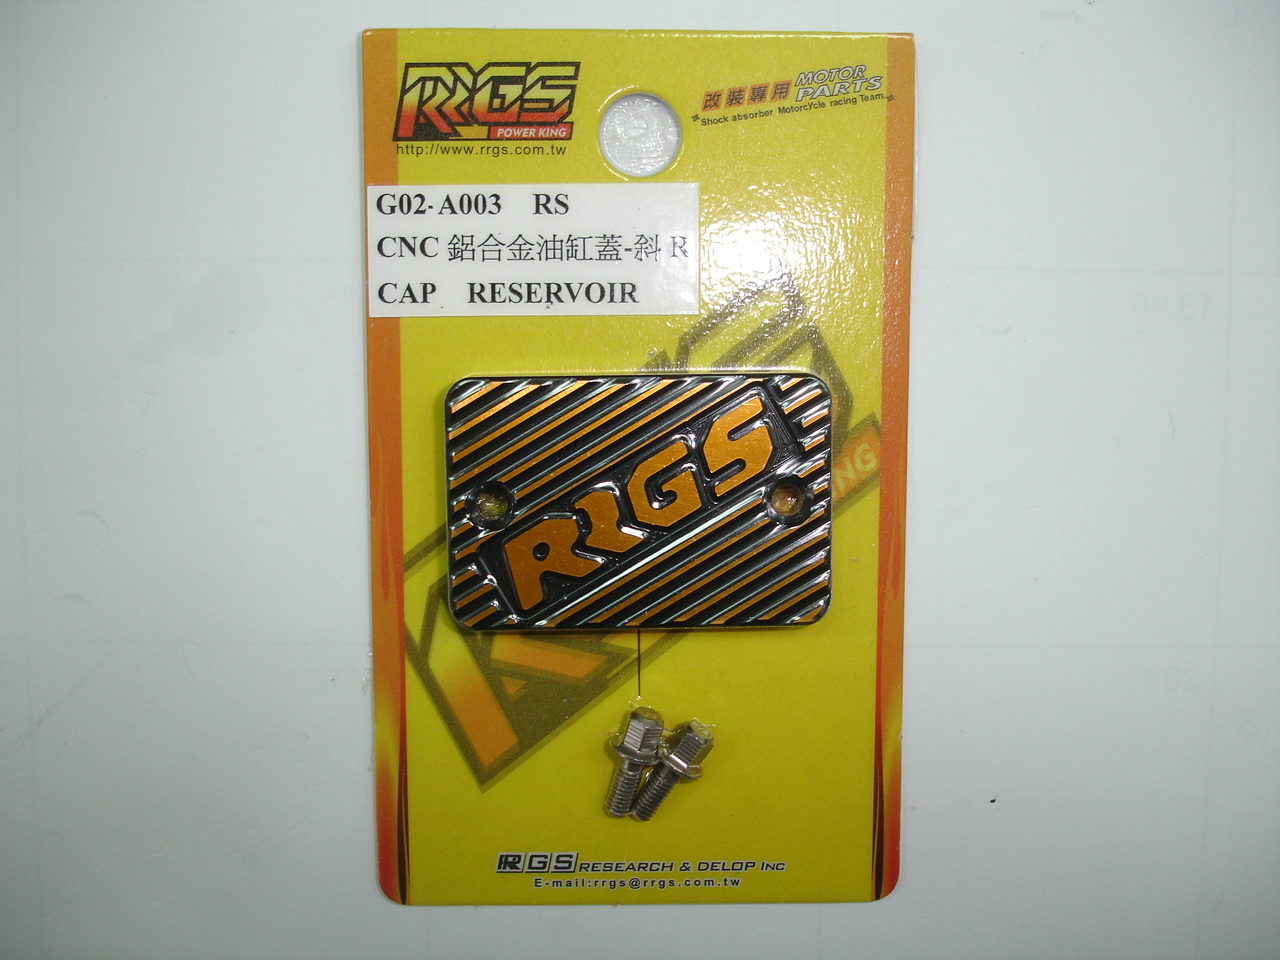 RRGS
POWER KING
http://www.rrgs.com.tw
改裝專用 MOTOR PARTS
Shock absorber Motorcycle racing Team...
G02-A003 RS
CNC 鋁合金油缸蓋-斜 R
CAP RESERVOIR
RRGS
NG
RRGS RESEARCH & DELOP INC
E-mail:rrgs@rrgs.com.tw